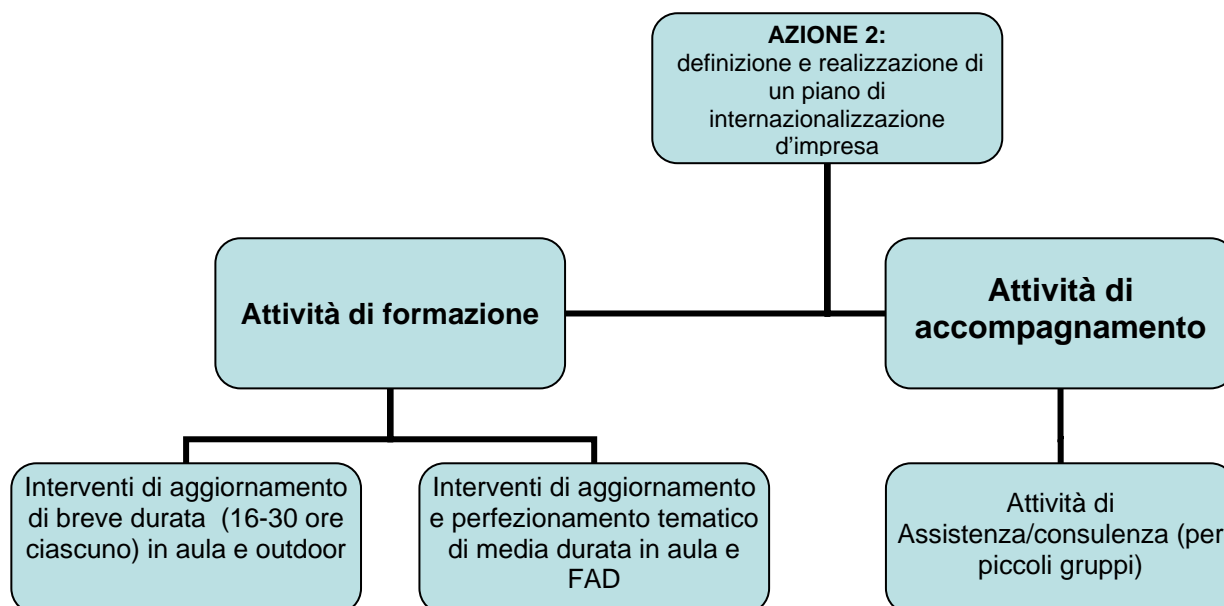 AZIONE 2:
definizione e realizzazione di
un piano di
internazionalizzazione
d'impresa
Attività di formazione
Attività di
accompagnamento
Interventi di aggiornamento
di breve durata (16-30 ore
ciascuno) in aula e outdoor
Interventi di aggiornamento
e perfezionamento tematico
di media durata in aula e
FAD
Attività di
Assistenza/consulenza (per
piccoli gruppi)